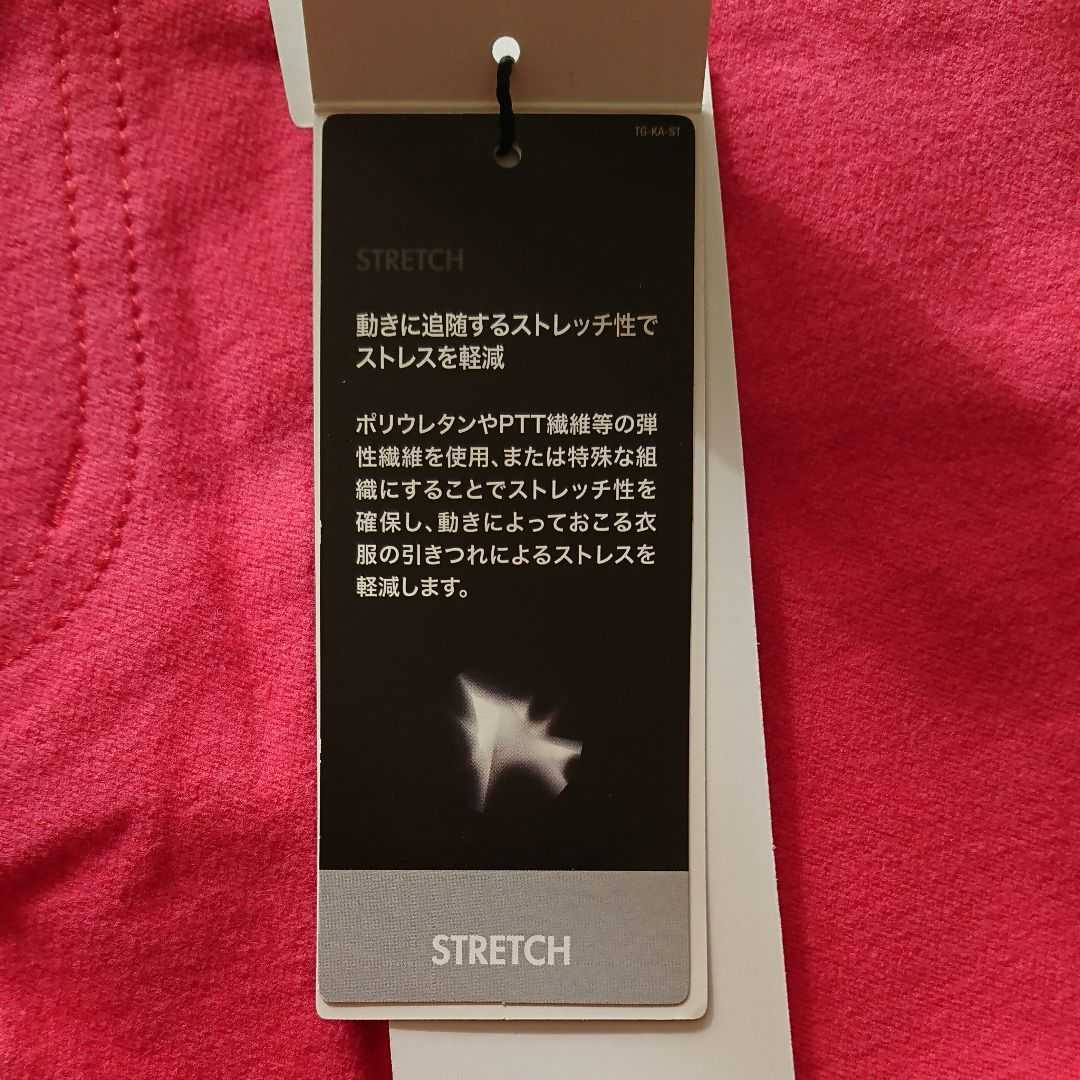 TG-KA-ST
STRETCH
動きに追随するストレッチ性で
ストレスを軽減
ポリウレタンやPTT繊維等の弾
性繊維を使用、または特殊な組
織にすることでストレッチ性を
確保し、動きによっておこる衣
服の引きつれによるストレスを
軽減します。
STRETCH